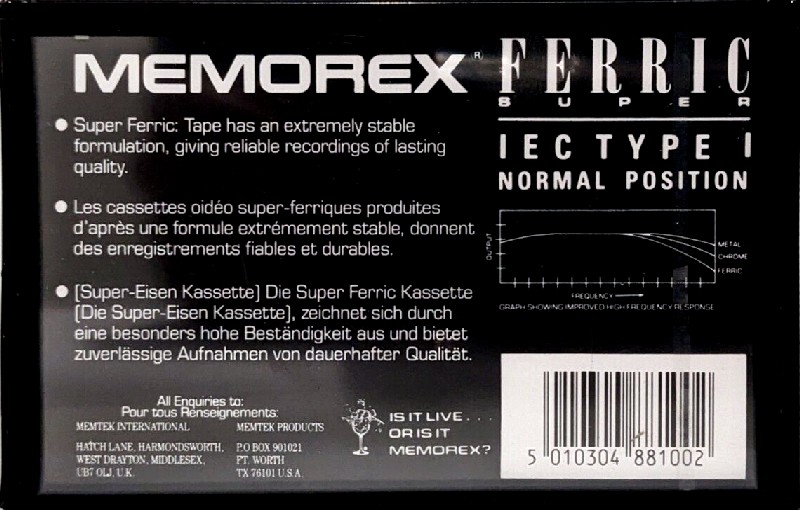 MEMOREX®
● Super Ferric: Tape has an extremely stable
formulation, giving reliable recordings of lasting
quality.
● Les cassettes oidéo super-ferriques produites
d'après une formule extrémement stable, donnent
des enregistrements fiables et durables.
● [Super-Eisen Kassette] Die Super Ferric Kassette
[Die Super-Eisen Kassette], zeichnet sich durch
eine besonders hohe Beständigkeit aus und bietet
zuverlässige Aufnahmen von dauerhafter Qualität.
All Enquiries to:
Pour tous Renseignements:
MEMTEK INTERNATIONAL
HATCH LANE, HARMONDSWORTH,
WEST DRAYTON, MIDDLESEX,
UB7 OLJ, U.K.
MEMTEK PRODUCTS
P.O BOX 901021
FT. WORTH
TX 76101 U.S.A.
IS IT LIVE . . .
OR IS IT
MEMOREX?
FERRIC
SUPER
IEC TYPE I
NORMAL POSITION
OUTPUT
METAL
CHROME
FERRIC
FREQUENCY
GRAPH SHOWING IMPROVED HIGH FREQUENCY RESPONSE
5 010304 881002